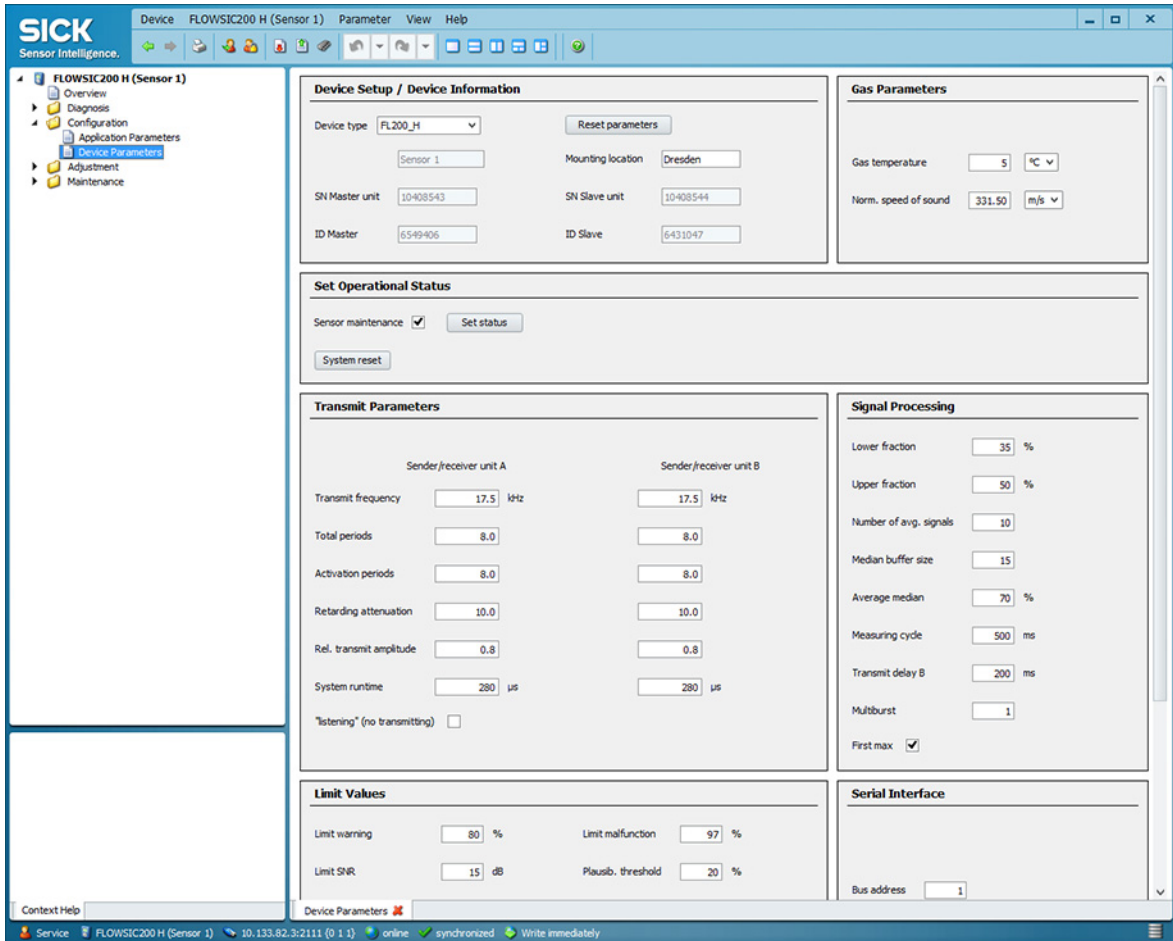 SICK
Sensor Intelligence.
Device FLOWSIC200 H (Sensor 1) Parameter View Help
FLOWSIC200 H (Sensor 1)
Overview
Diagnosis
Configuration
Application Parameters
Device Parameters
Adjustment
Maintenance
Device Setup / Device Information
Device type FL200_H Reset parameters
Sensor 1 Mounting location Dresden
SN Master unit 10408543 SN Slave unit 10408544
ID Master 6549406 ID Slave 6431047
Gas Parameters
Gas temperature 5 °C
Norm. speed of sound 331.50 m/s
Set Operational Status
Sensor maintenance Set status
System reset
Transmit Parameters
Sender/receiver unit A Sender/receiver unit B
Transmit frequency 17.5 kHz 17.5 kHz
Total periods 8.0 8.0
Activation periods 8.0 8.0
Retarding attenuation 10.0 10.0
Rel. transmit amplitude 0.8 0.8
System runtime 280 µs 280 µs
"listening" (no transmitting)
Signal Processing
Lower fraction 35 %
Upper fraction 50 %
Number of avg. signals 10
Median buffer size 15
Average median 70 %
Measuring cycle 500 ms
Transmit delay B 200 ms
Multiburst 1
First max
Limit Values
Limit warning 80 % Limit malfunction 97 %
Limit SNR 15 dB Plausib. threshold 20 %
Serial Interface
Bus address 1
Context Help
Device Parameters
Service FLOWSIC200 H (Sensor 1) 10.133.82.3:2111 {0 1 1} online synchronized Write immediately